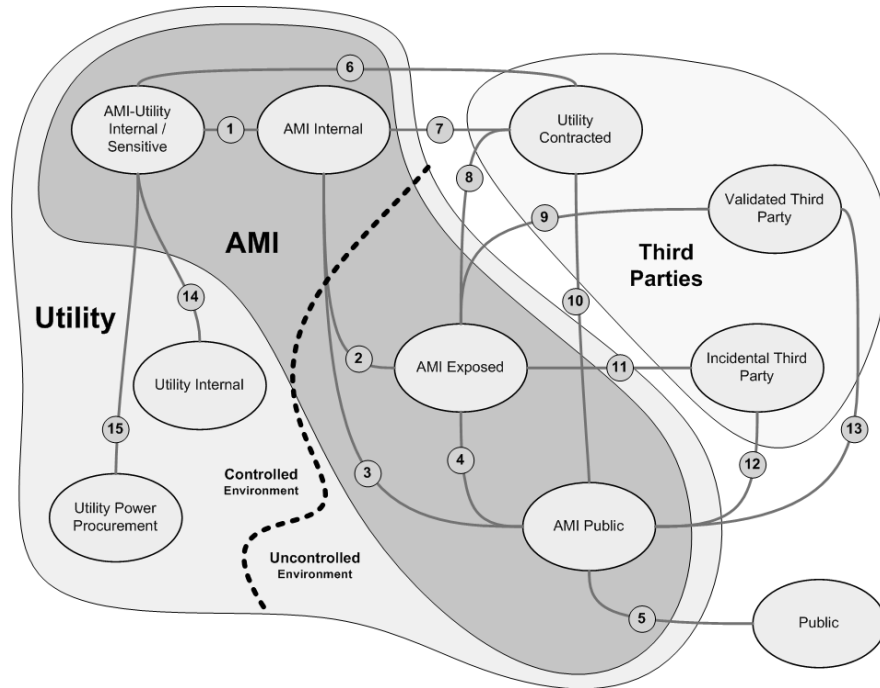 6
AMI-Utility
Internal /
Sensitive
1
AMI Internal
7
Utility
Contracted
8
9
Validated Third
Party
AMI
Third
Parties
Utility
14
10
2
AMI Exposed
11
Incidental Third
Party
Utility Internal
15
13
3
4
12
Controlled
Environment
Utility Power
Procurement
AMI Public
Uncontrolled
Environment
5
Public